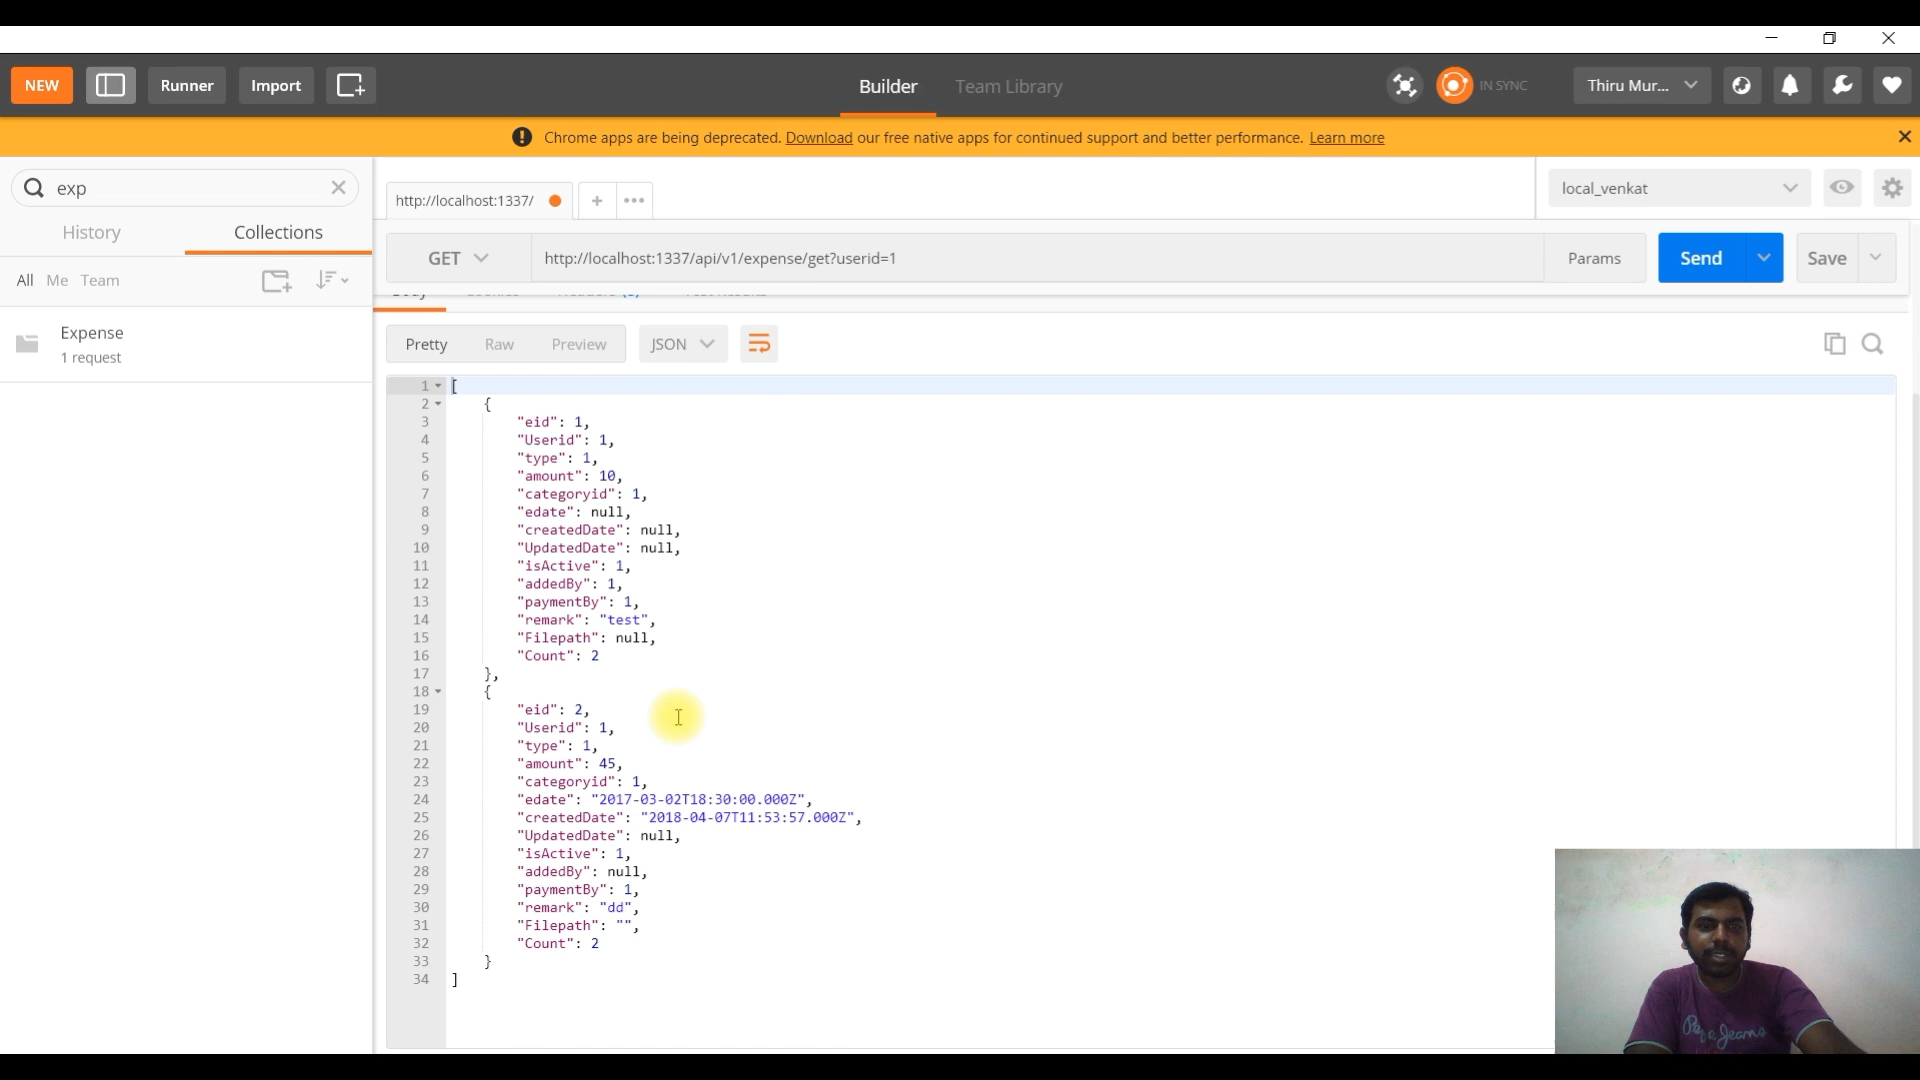 NEW
Runner
Import
Builder
Team Library
IN SYNC
Thiru Mur...
Chrome apps are being deprecated. Download our free native apps for continued support and better performance. Learn more
exp
History
Collections
All Me Team
Expense
1 request
http://localhost:1337/
local_venkat
GET
http://localhost:1337/api/v1/expense/get?userid=1
Params
Send
Save
Pretty
Raw
Preview
JSON
1 [
2 {
3 "eid": 1,
4 "Userid": 1,
5 "type": 1,
6 "amount": 10,
7 "categoryid": 1,
8 "edate": null,
9 "createdDate": null,
10 "UpdatedDate": null,
11 "isActive": 1,
12 "addedBy": 1,
13 "paymentBy": 1,
14 "remark": "test",
15 "Filepath": null,
16 "Count": 2
17 },
18 {
19 "eid": 2,
20 "Userid": 1,
21 "type": 1,
22 "amount": 45,
23 "categoryid": 1,
24 "edate": "2017-03-02T18:30:00.000Z",
25 "createdDate": "2018-04-07T11:53:57.000Z",
26 "UpdatedDate": null,
27 "isActive": 1,
28 "addedBy": null,
29 "paymentBy": 1,
30 "remark": "dd",
31 "Filepath": "",
32 "Count": 2
33 }
34 ]
Pepe Jeans